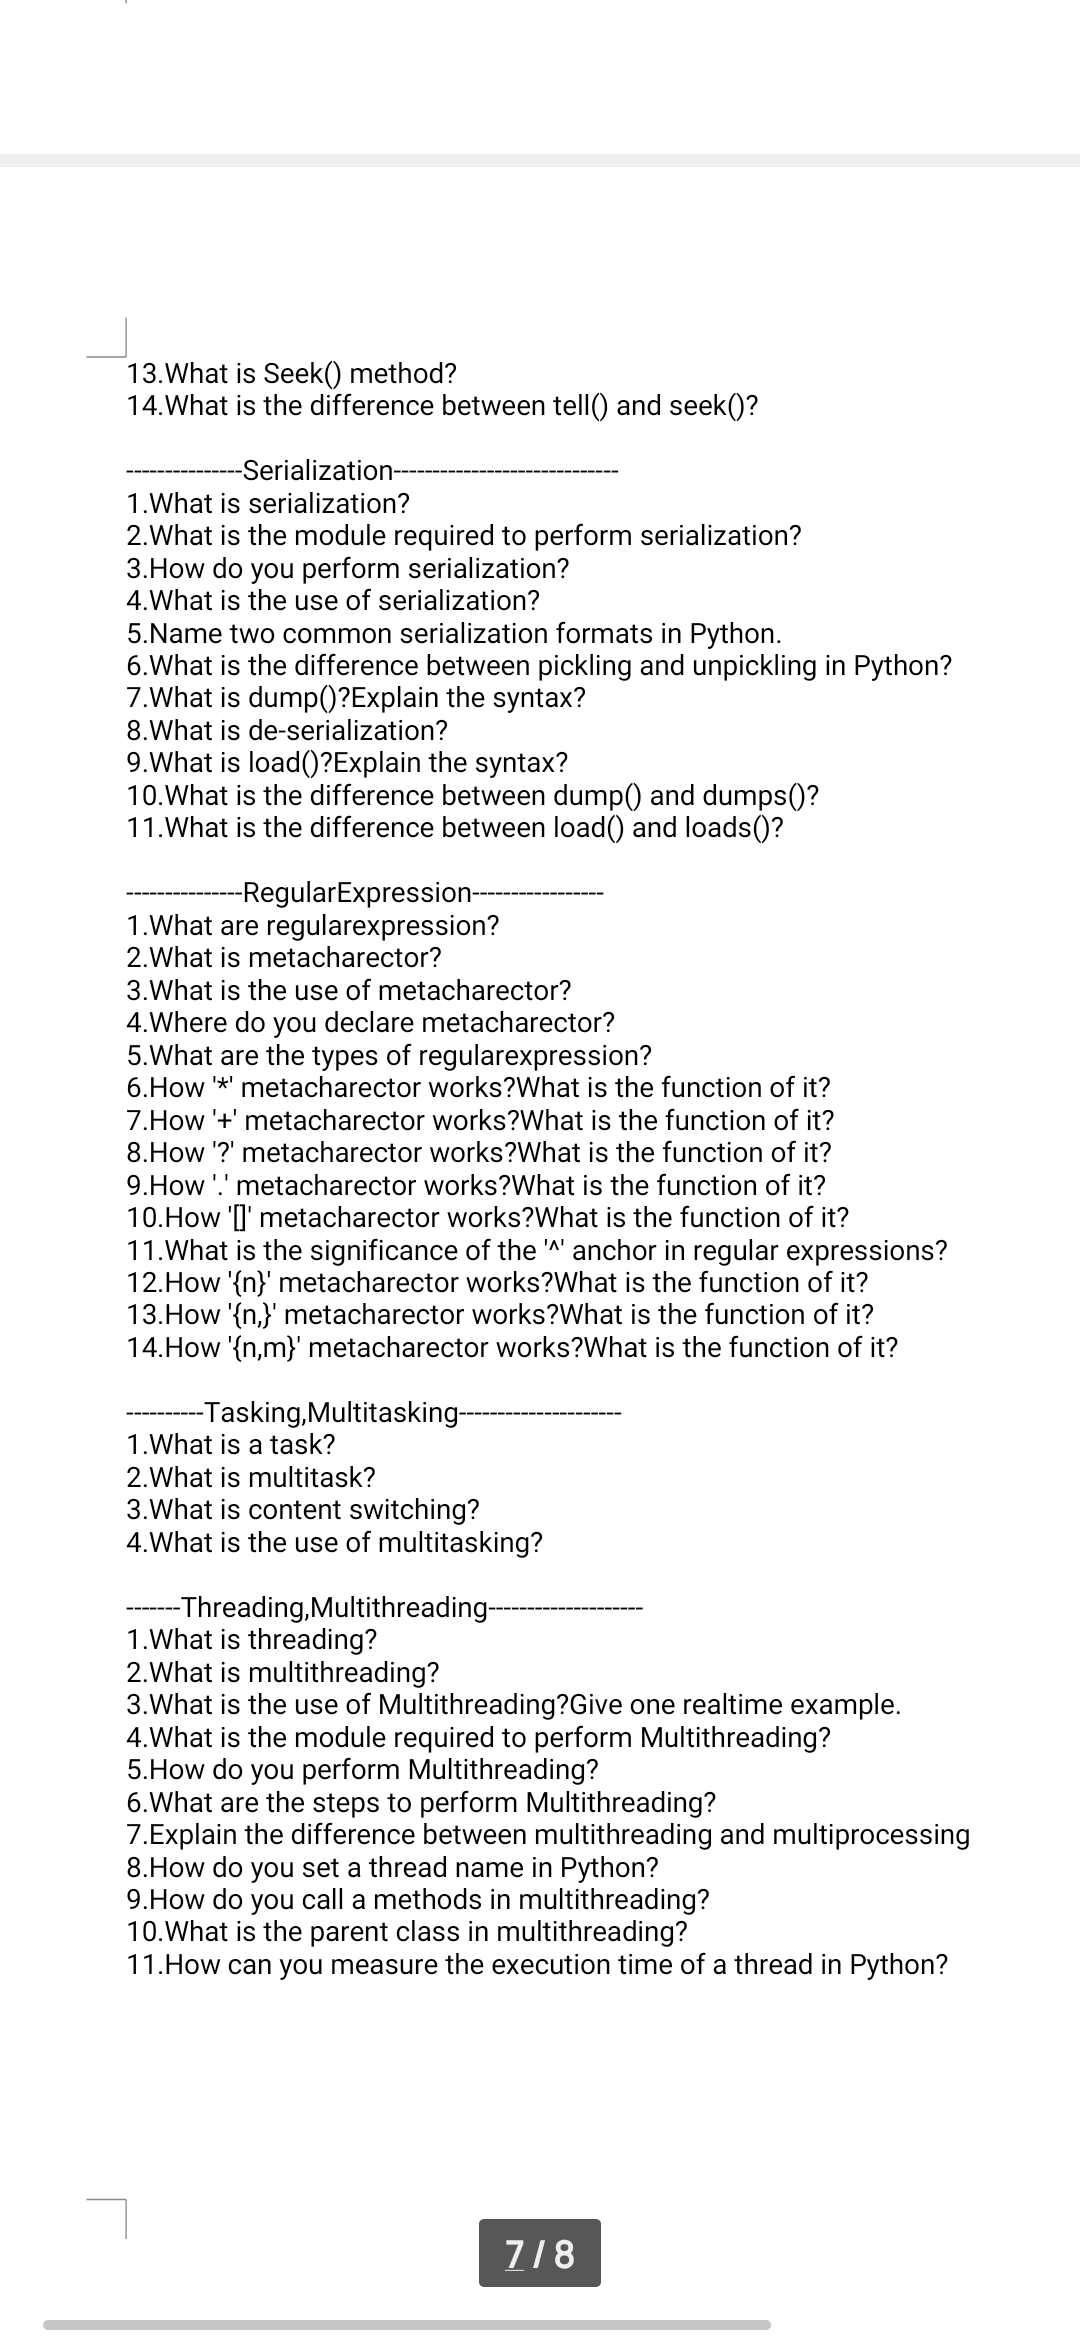 13.What is Seek() method?
14.What is the difference between tell() and seek()?
---------------Serialization-----------------------------
1.What is serialization?
2.What is the module required to perform serialization?
3.How do you perform serialization?
4.What is the use of serialization?
5.Name two common serialization formats in Python.
6.What is the difference between pickling and unpickling in Python?
7.What is dump()?Explain the syntax?
8.What is de-serialization?
9.What is load()?Explain the syntax?
10.What is the difference between dump() and dumps()?
11.What is the difference between load() and loads()?
---------------RegularExpression-----------------
1.What are regularexpression?
2.What is metacharector?
3.What is the use of metacharector?
4.Where do you declare metacharector?
5.What are the types of regularexpression?
6.How '*' metacharector works?What is the function of it?
7.How '+' metacharector works?What is the function of it?
8.How '?' metacharector works?What is the function of it?
9.How '.' metacharector works?What is the function of it?
10.How '[]' metacharector works?What is the function of it?
11.What is the significance of the '^' anchor in regular expressions?
12.How '{n}' metacharector works?What is the function of it?
13.How '{n,}' metacharector works?What is the function of it?
14.How '{n,m}' metacharector works?What is the function of it?
----------Tasking,Multitasking---------------------
1.What is a task?
2.What is multitask?
3.What is content switching?
4.What is the use of multitasking?
-------Threading,Multithreading--------------------
1.What is threading?
2.What is multithreading?
3.What is the use of Multithreading?Give one realtime example.
4.What is the module required to perform Multithreading?
5.How do you perform Multithreading?
6.What are the steps to perform Multithreading?
7.Explain the difference between multithreading and multiprocessing
8.How do you set a thread name in Python?
9.How do you call a methods in multithreading?
10.What is the parent class in multithreading?
11.How can you measure the execution time of a thread in Python?
7 / 8